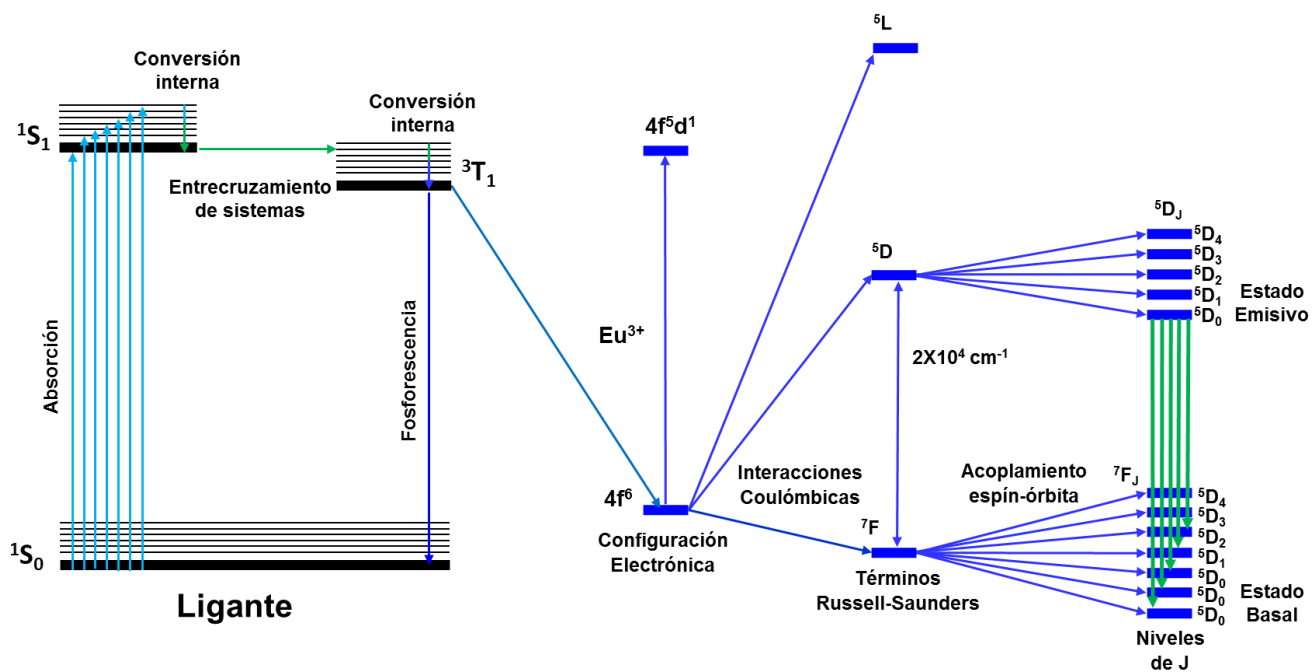 Conversión
interna
¹S₁
Entrecruzamiento
de sistemas
Conversión
interna
³T₁
Absorción
Fosforescencia
¹S₀
Ligante
4f⁵d¹
Eu³⁺
4f⁶
Configuración
Electrónica
⁵L
⁵D
2X10⁴ cm⁻¹
Interacciones
Coulómbicas
⁷F
Términos
Russell-Saunders
Acoplamiento
espín-órbita
⁵D_J
⁵D₄
⁵D₃
⁵D₂
⁵D₁
⁵D₀
Estado
Emisivo
⁷F_J
⁵D₄
⁵D₃
⁵D₂
⁵D₁
⁵D₀
⁵D₀
⁵D₀
Estado
Basal
Niveles
de J